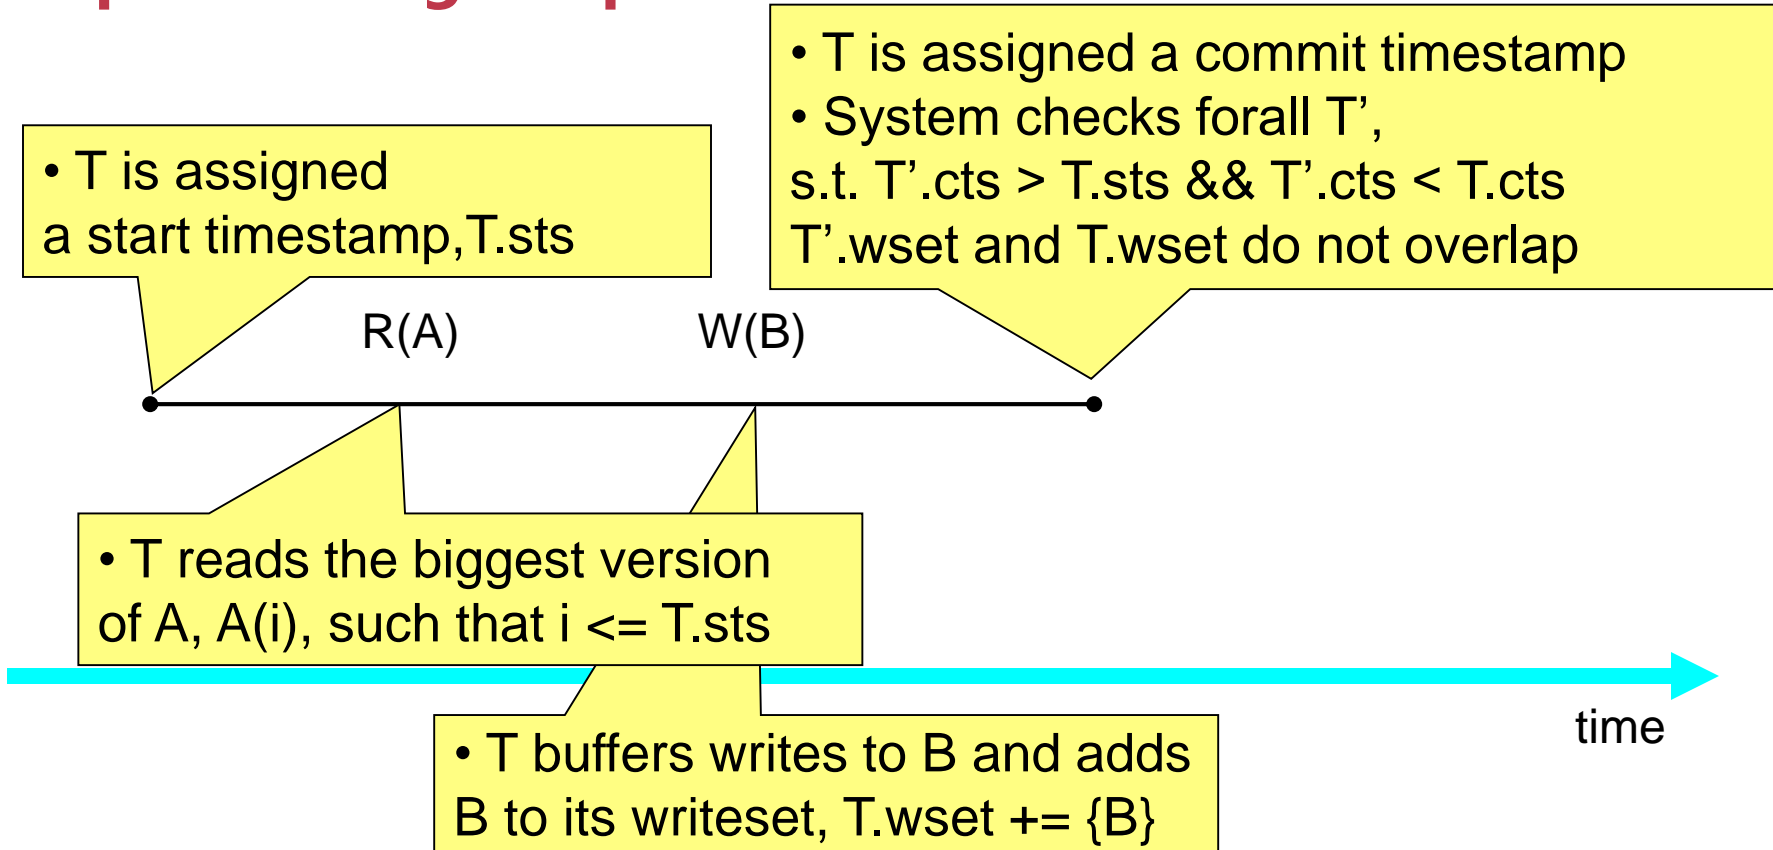 • T is assigned a commit timestamp
• System checks forall T’,
s.t. T’.cts > T.sts && T’.cts < T.cts
T’.wset and T.wset do not overlap
• T is assigned
a start timestamp,T.sts
R(A)
W(B)
• T reads the biggest version
of A, A(i), such that i <= T.sts
time
• T buffers writes to B and adds
B to its writeset, T.wset += {B}